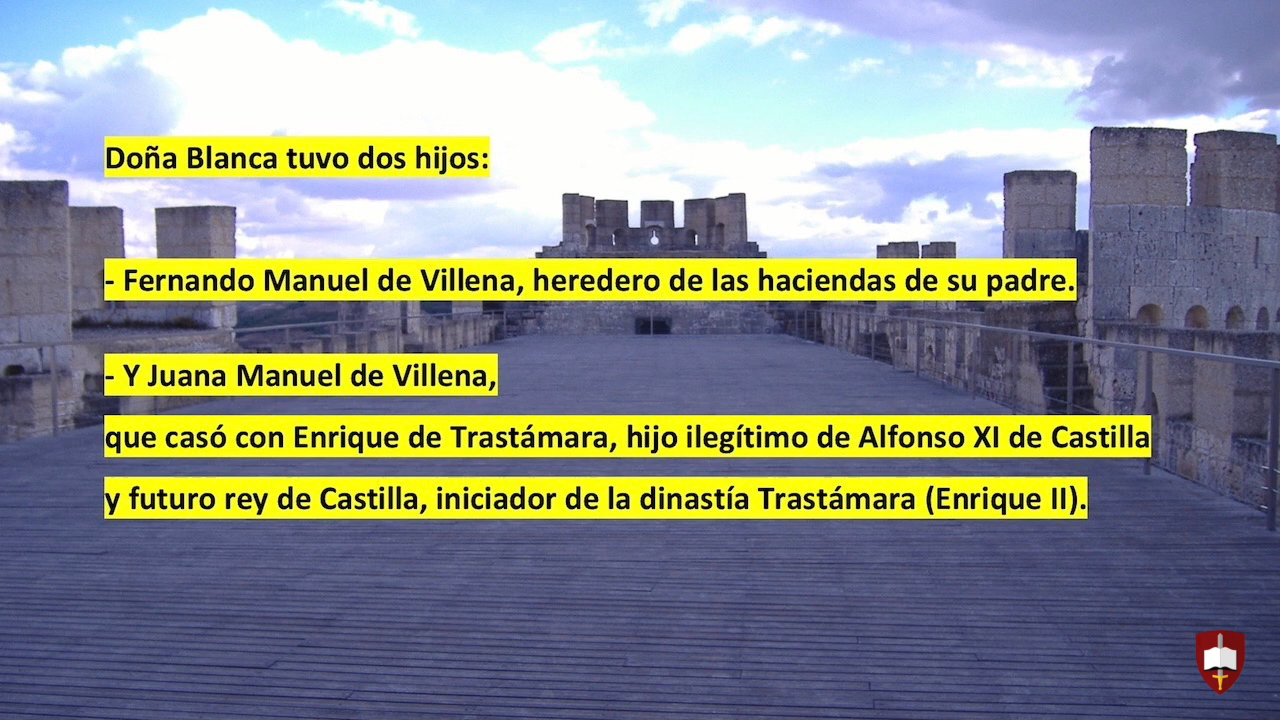 Doña Blanca tuvo dos hijos:
- Fernando Manuel de Villena, heredero de las haciendas de su padre.
- Y Juana Manuel de Villena,
que casó con Enrique de Trastámara, hijo ilegítimo de Alfonso XI de Castilla
y futuro rey de Castilla, iniciador de la dinastía Trastámara (Enrique II).